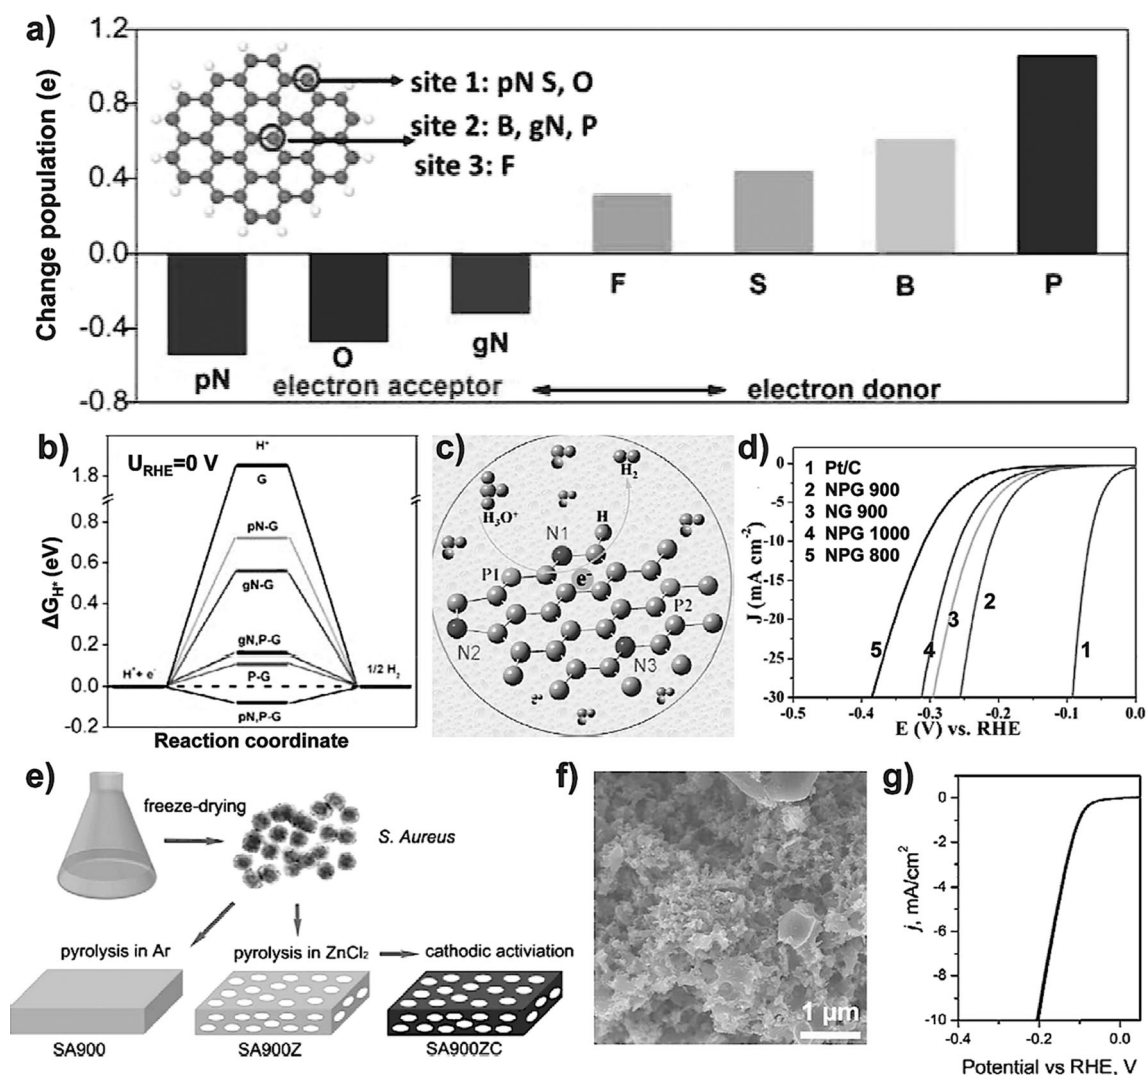 a)
1.2
0.8
0.4
0.0
-0.4
-0.8
Change population (e)
site 1: pN S, O
site 2: B, gN, P
site 3: F
pN
O
gN
F
S
B
P
electron acceptor
electron donor
b)
U_RHE=0 V
1.8
0.8
0.6
0.4
0.2
0.0
-0.2
ΔG_H* (eV)
H*
G
pN-G
gN-G
gN,P-G
P-G
pN,P-G
H⁺+ e⁻
1/2 H₂
Reaction coordinate
c)
H₂
H₃O⁺
H
N1
P1
e⁻
P2
N2
N3
d)
1 Pt/C
2 NPG 900
3 NG 900
4 NPG 1000
5 NPG 800
0
-5
-10
-15
-20
-25
-30
J (mA cm⁻²)
5
4
3
2
1
-0.5
-0.3
-0.2
-0.1
0.0
E (V) vs. RHE
e)
freeze-drying
S. Aureus
pyrolysis in Ar
pyrolysis in ZnCl₂
cathodic activiation
SA900
SA900Z
SA900ZC
f)
1 µm
g)
0
-2
-4
-6
-8
-10
j, mA/cm²
-0.4
-0.2
0.0
Potential vs RHE, V